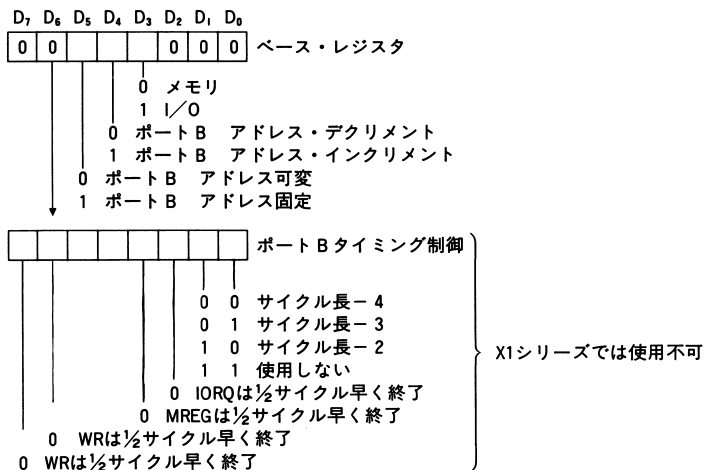 D7 D6 D5 D4 D3 D2 D1 D0
0 0 0 0 0 ベース・レジスタ
0 メモリ
1 I/O
0 ポートB アドレス・デクリメント
1 ポートB アドレス・インクリメント
0 ポートB アドレス可変
1 ポートB アドレス固定
ポートBタイミング制御
0 0 サイクル長-4
0 1 サイクル長-3
1 0 サイクル長-2
1 1 使用しない
X1シリーズでは使用不可
0 IORQは½サイクル早く終了
0 MREGは½サイクル早く終了
0 WRは½サイクル早く終了
0 WRは½サイクル早く終了